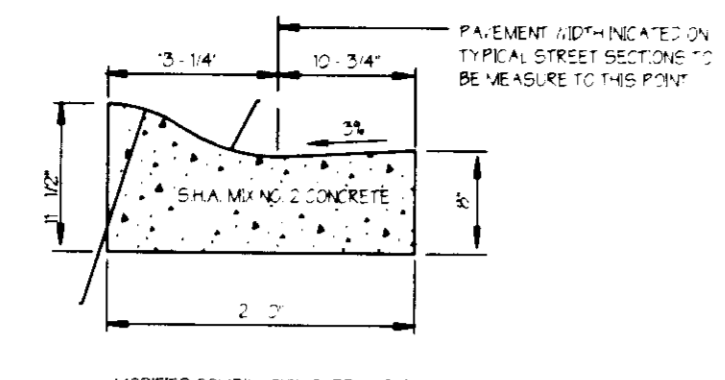 PAVEMENT WIDTH INICATED ON
TYPICAL STREET SECTIONS TO
BE MEASURE TO THIS POINT
13 - 1/4"
10 - 3/4"
3%
11 1/2"
S.H.A. MIX NO. 2 CONCRETE
8"
2' 0"